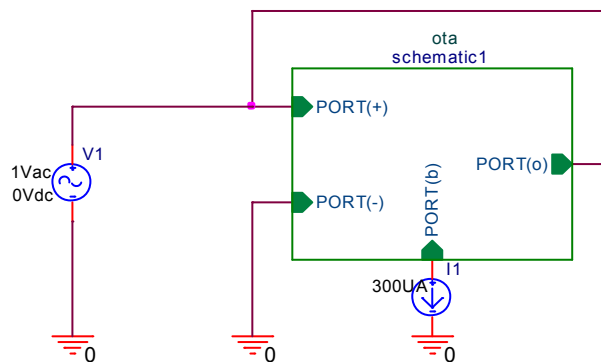 ota
schematic1
PORT(+)
V1
1Vac
0Vdc
PORT(o)
PORT(-)
PORT(b)
I1
300UA
0
0
0